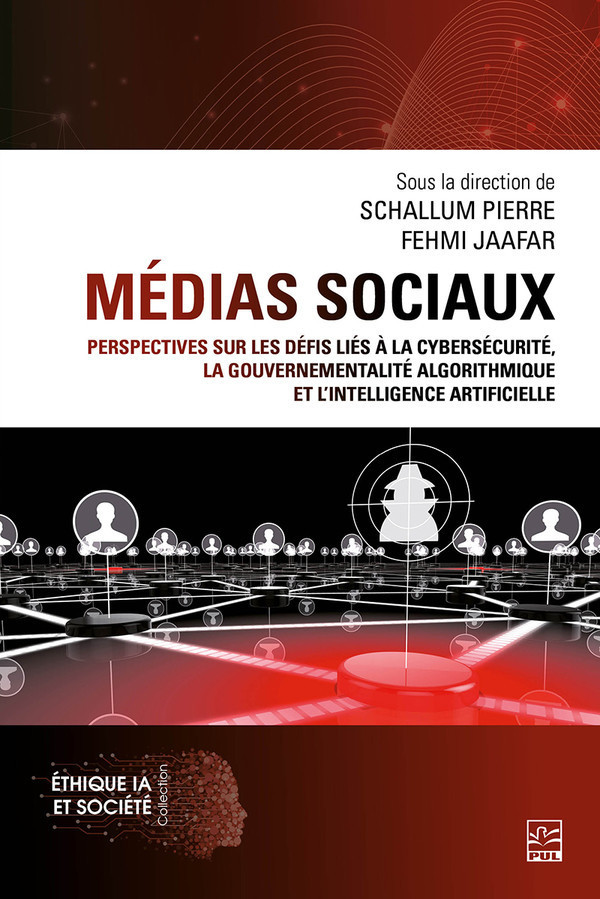 Sous la direction de
SCHALLUM PIERRE
FEHMI JAAFAR
MÉDIAS SOCIAUX
PERSPECTIVES SUR LES DÉFIS LIÉS À LA CYBERSÉCURITÉ,
LA GOUVERNEMENTALITÉ ALGORITHMIQUE
ET L’INTELLIGENCE ARTIFICIELLE
ÉTHIQUE IA
ET SOCIÉTÉ
Collection
PUL